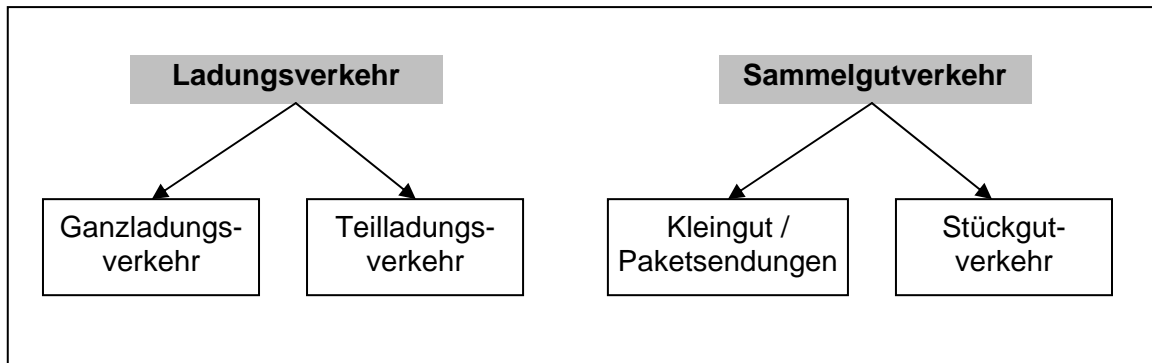 Ladungsverkehr
Sammelgutverkehr
Ganzladungs-
verkehr
Teilladungs-
verkehr
Kleingut /
Paketsendungen
Stückgut-
verkehr